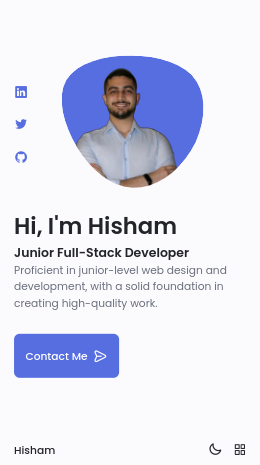 Hi, I'm Hisham
Junior Full-Stack Developer
Proficient in junior-level web design and
development, with a solid foundation in
creating high-quality work.
Contact Me
Hisham